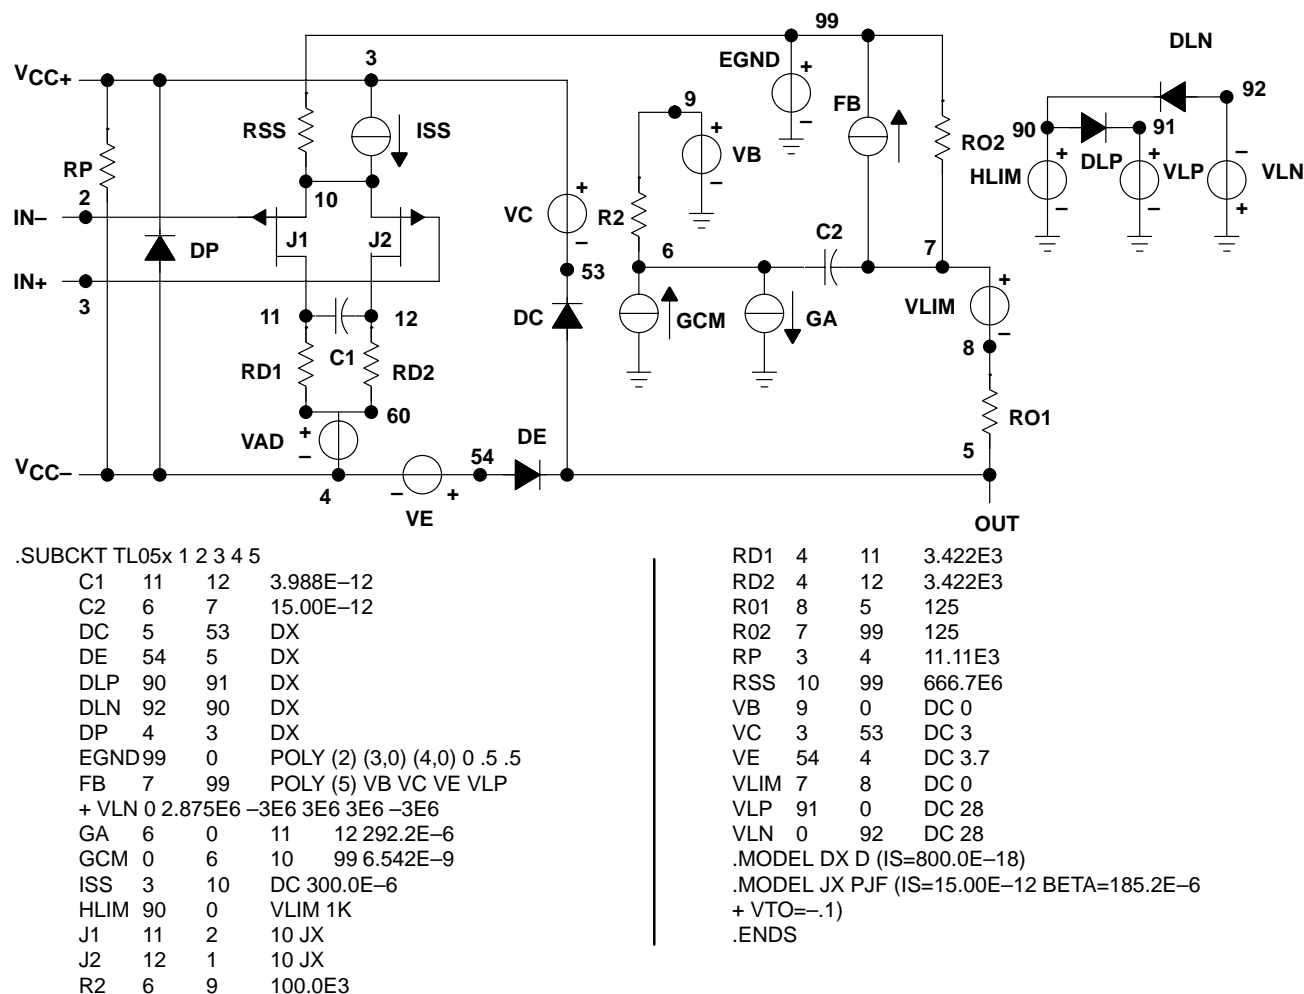 99
DLN
3
VCC+
EGND
+
−
9
FB
92
RSS
ISS
+
VB
−
RO2
90
91
DLP
HLIM
+
−
+
VLP
−
−
VLN
+
RP
10
2
IN−
VC
+
−
R2
C2
J1
J2
DP
6
7
IN+
3
53
+
VLIM
−
11
12
DC
GCM
GA
C1
8
RD1
RD2
60
RO1
VAD
+
−
DE
54
5
VCC−
4
−
+
VE
OUT
.SUBCKT TL05x 1 2 3 4 5
C1 11 12 3.988E−12
C2 6 7 15.00E−12
DC 5 53 DX
DE 54 5 DX
DLP 90 91 DX
DLN 92 90 DX
DP 4 3 DX
EGND 99 0 POLY (2) (3,0) (4,0) 0 .5 .5
FB 7 99 POLY (5) VB VC VE VLP
+ VLN 0 2.875E6 −3E6 3E6 3E6 −3E6
GA 6 0 11 12 292.2E−6
GCM 0 6 10 99 6.542E−9
ISS 3 10 DC 300.0E−6
HLIM 90 0 VLIM 1K
J1 11 2 10 JX
J2 12 1 10 JX
R2 6 9 100.0E3
RD1 4 11 3.422E3
RD2 4 12 3.422E3
R01 8 5 125
R02 7 99 125
RP 3 4 11.11E3
RSS 10 99 666.7E6
VB 9 0 DC 0
VC 3 53 DC 3
VE 54 4 DC 3.7
VLIM 7 8 DC 0
VLP 91 0 DC 28
VLN 0 92 DC 28
.MODEL DX D (IS=800.0E−18)
.MODEL JX PJF (IS=15.00E−12 BETA=185.2E−6
+ VTO=−.1)
.ENDS